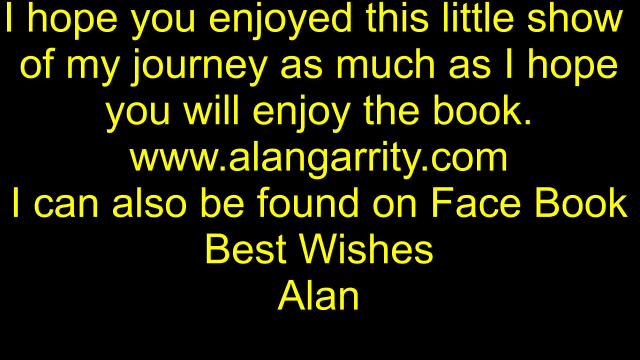 I hope you enjoyed this little show
of my journey as much as I hope
you will enjoy the book.
www.alangarrity.com
I can also be found on Face Book
Best Wishes
Alan